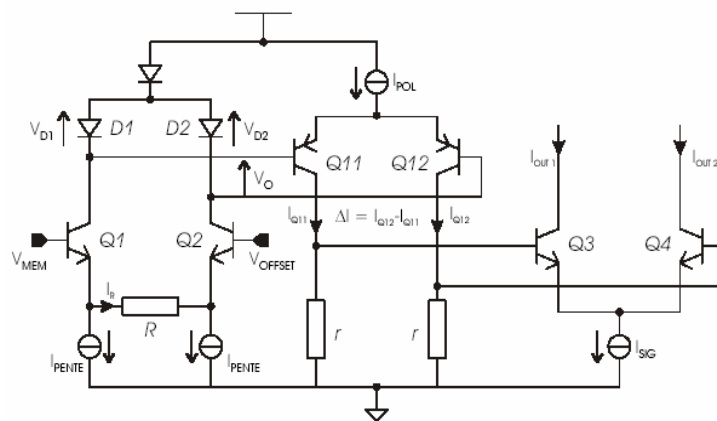 I_POL
V_D1
D1
D2
V_D2
Q11
Q12
V_O
I_OUT 1
I_OUT 2
I_Q11
ΔI = I_Q12-I_Q11
I_Q12
Q1
Q2
Q3
Q4
V_MEM
V_OFFSET
I_R
R
r
r
I_PENTE
I_PENTE
I_SIG